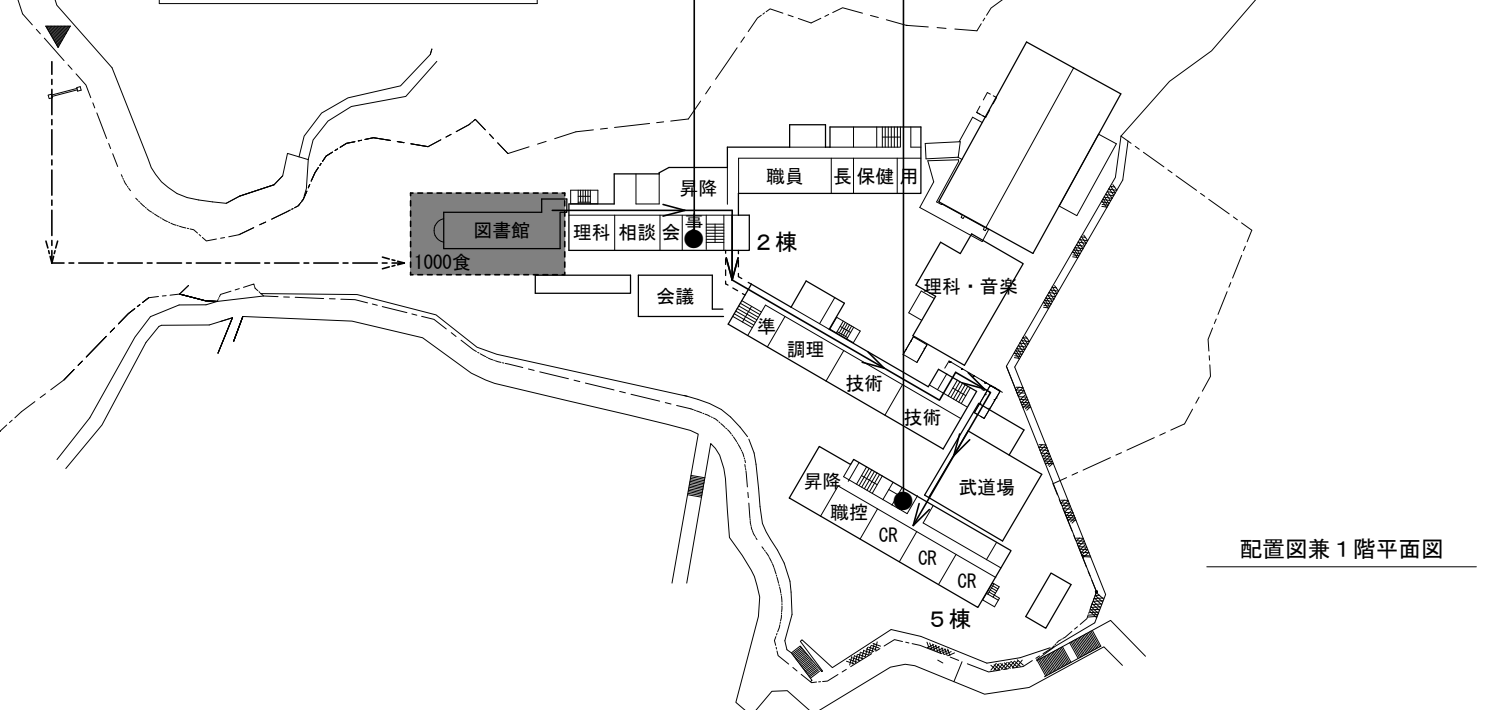 昇降
職員
長
保健
用
図書館
理科
相談
会
事
2棟
1000食
会議
理科・音楽
準
調理
技術
技術
昇降
職控
CR
CR
CR
武道場
5棟
配置図兼1階平面図